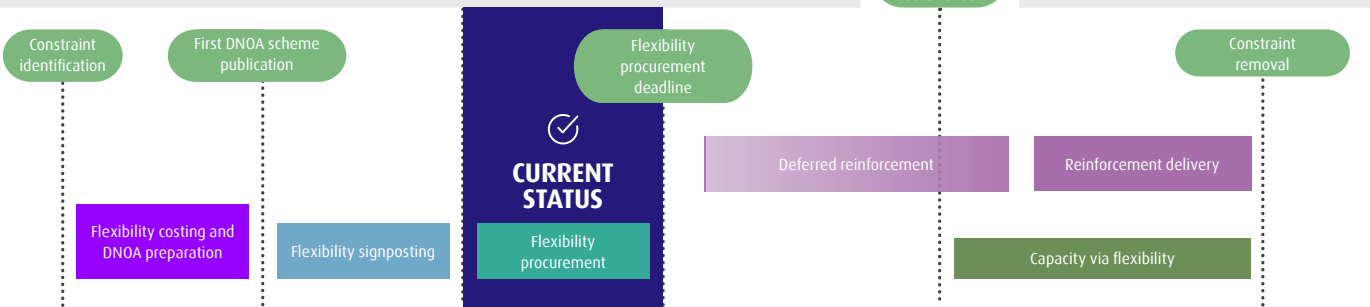 Constraint
identification
First DNOA scheme
publication
Flexibility
procurement
deadline
Constraint
removal
CURRENT
STATUS
Deferred reinforcement
Reinforcement delivery
Flexibility costing and
DNOA preparation
Flexibility signposting
Flexibility
procurement
Capacity via flexibility